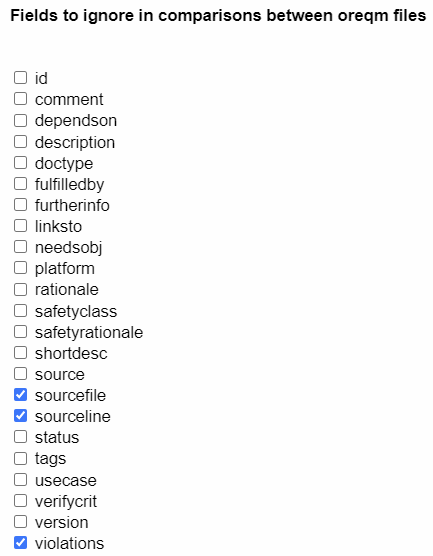 Fields to ignore in comparisons between oreqm files
id
comment
dependson
description
doctype
fulfilledby
furtherinfo
linksto
needsobj
platform
rationale
safetyclass
safetyrationale
shortdesc
source
sourcefile
sourceline
status
tags
usecase
verifycrit
version
violations